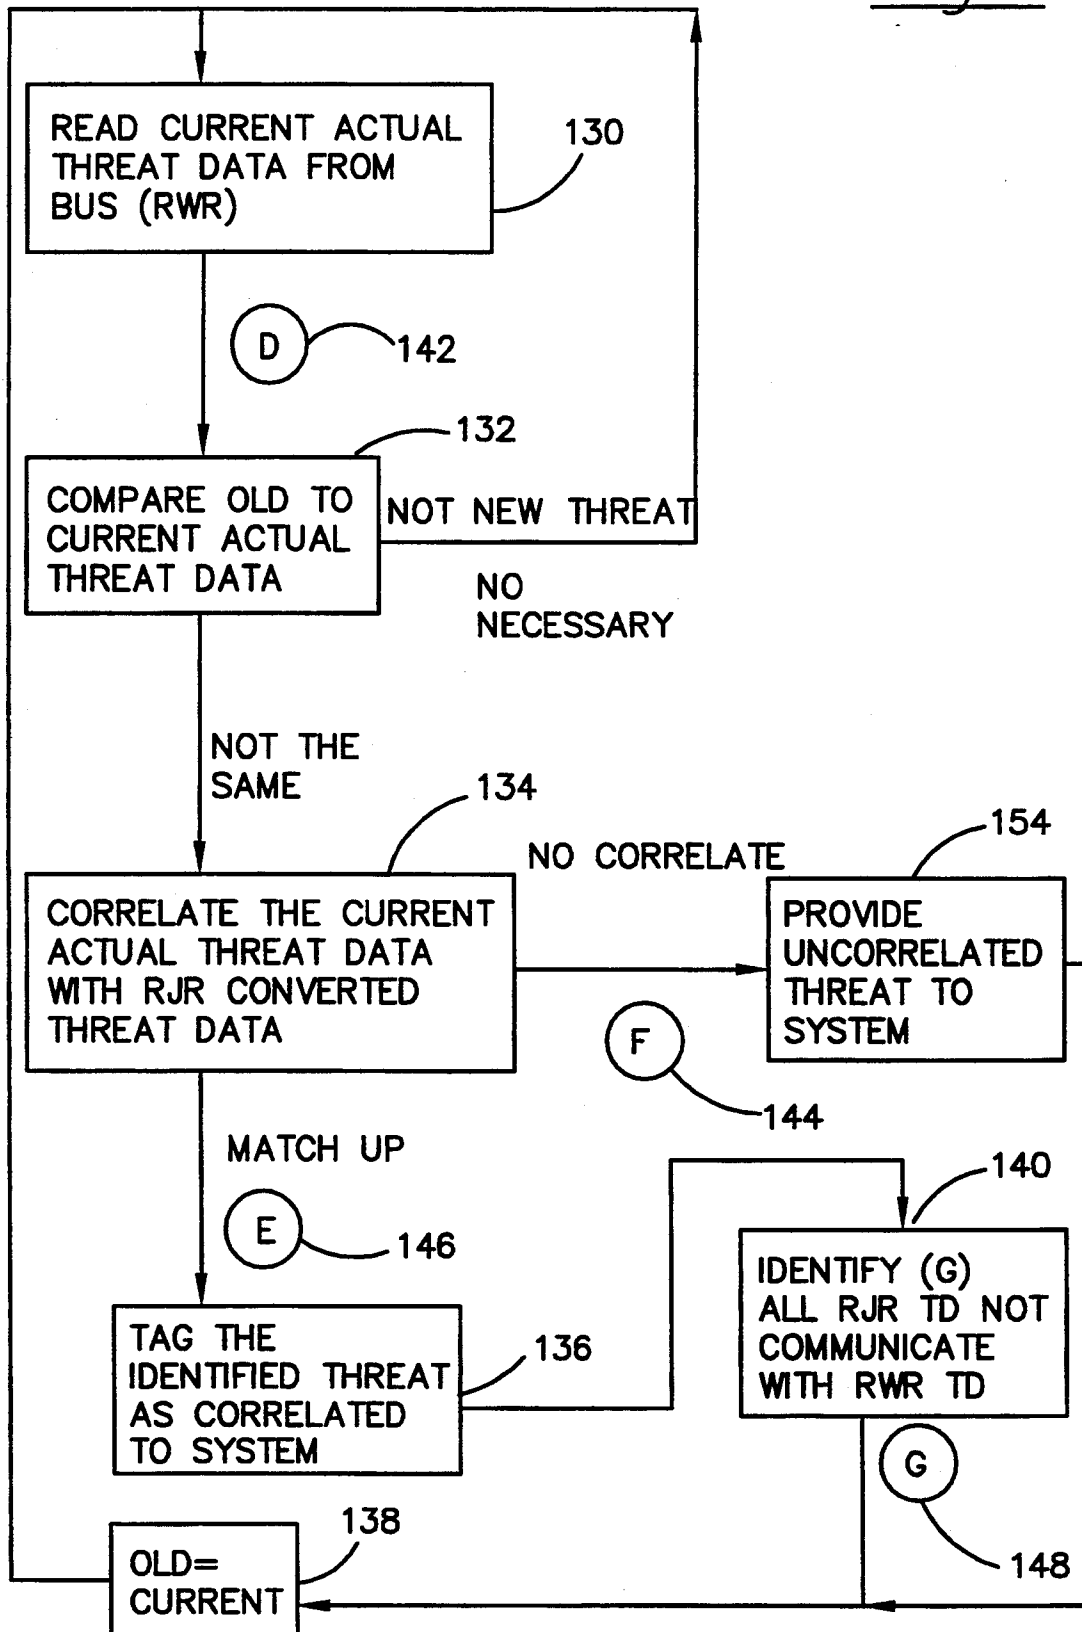 READ CURRENT ACTUAL
THREAT DATA FROM
BUS (RWR)
130
D
142
132
COMPARE OLD TO
CURRENT ACTUAL
THREAT DATA
NOT NEW THREAT
NO
NECESSARY
NOT THE
SAME
134
NO CORRELATE
154
CORRELATE THE CURRENT
ACTUAL THREAT DATA
WITH RJR CONVERTED
THREAT DATA
PROVIDE
UNCORRELATED
THREAT TO
SYSTEM
F
144
MATCH UP
E
146
140
IDENTIFY (G)
ALL RJR TD NOT
COMMUNICATE
WITH RWR TD
TAG THE
IDENTIFIED THREAT
AS CORRELATED
TO SYSTEM
136
G
148
138
OLD=
CURRENT